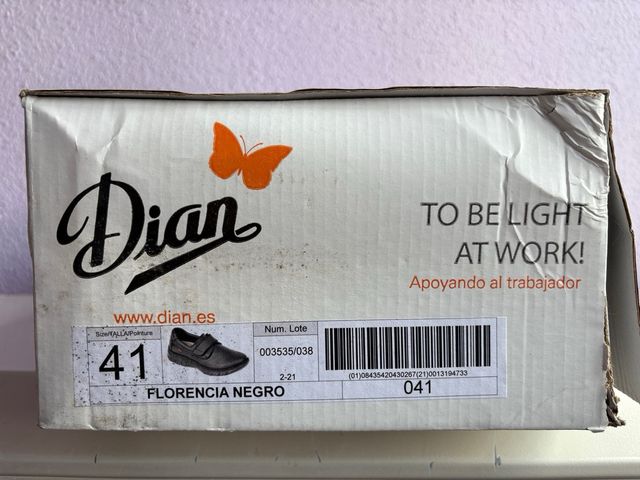 Dian
TO BE LIGHT
AT WORK!
Apoyando al trabajador
www.dian.es
Size/TALLA/Pointure
41
Num. Lote
003535/038
2-21
(01)08435420430267(21)0013194733
FLORENCIA NEGRO
041